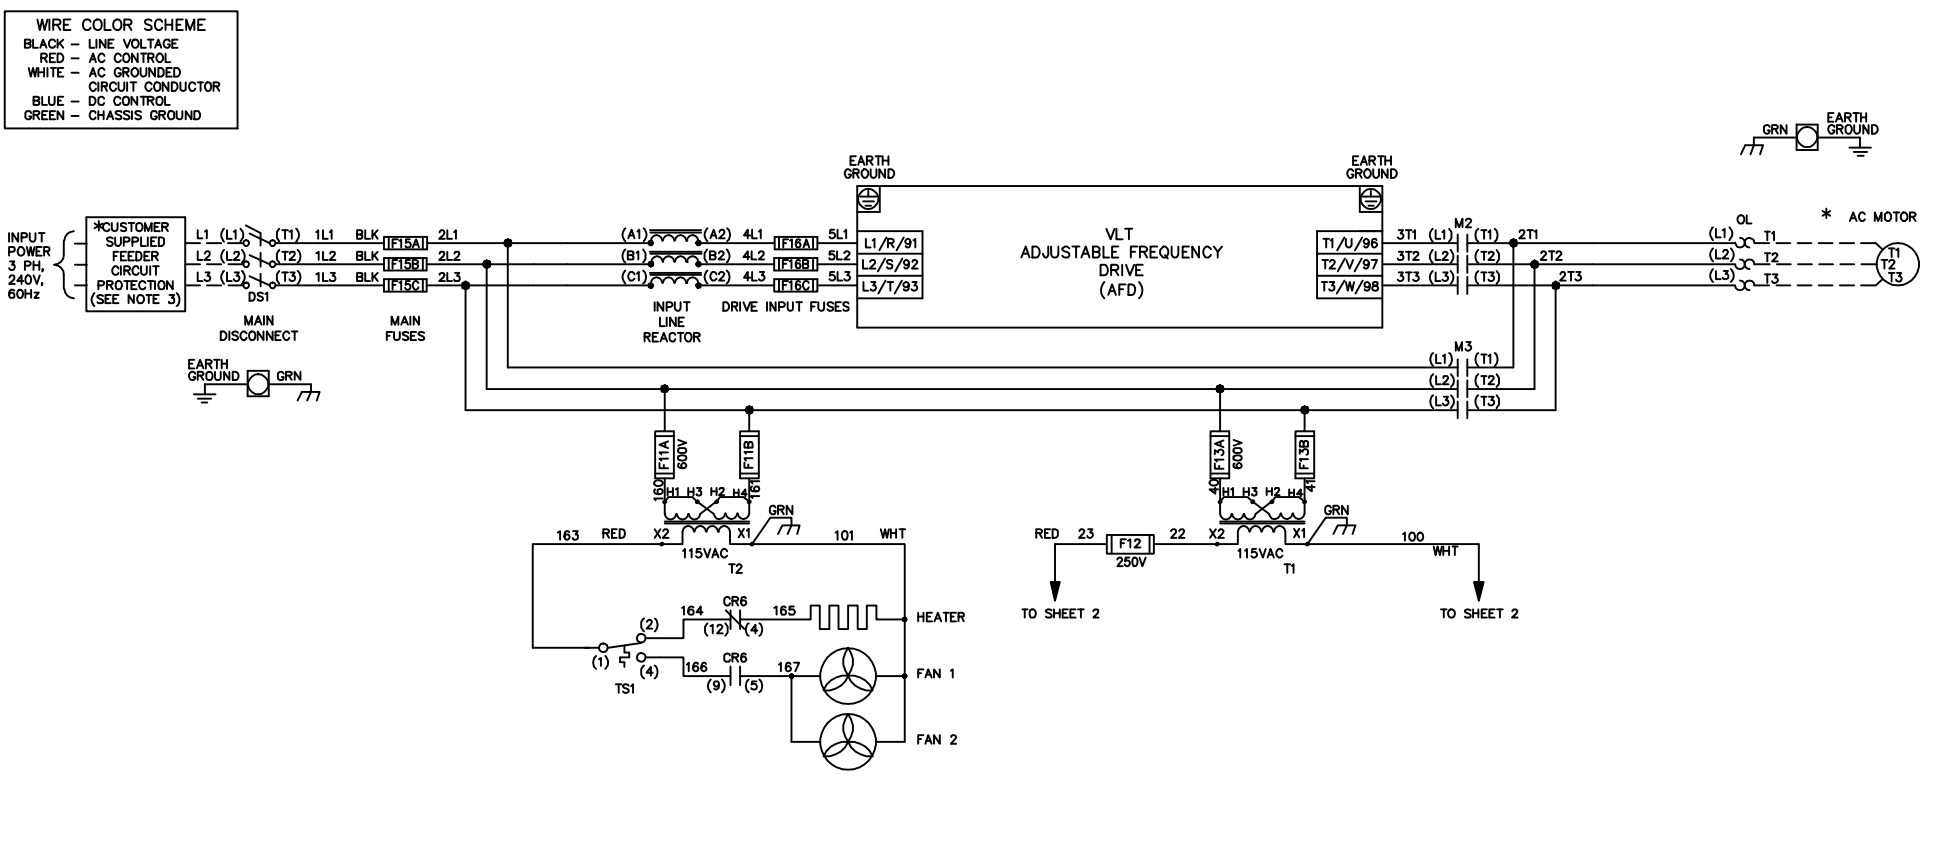 WIRE COLOR SCHEME
BLACK – LINE VOLTAGE
RED – AC CONTROL
WHITE – AC GROUNDED
CIRCUIT CONDUCTOR
BLUE – DC CONTROL
GREEN – CHASSIS GROUND
GRN
EARTH
GROUND
EARTH
GROUND
EARTH
GROUND
INPUT
POWER
3 PH,
240V,
60Hz
*CUSTOMER
SUPPLIED
FEEDER
CIRCUIT
PROTECTION
(SEE NOTE 3)
L1 (L1) (T1) 1L1 BLK F15A 2L1 (A1) (A2) 4L1 F16A 5L1 L1/R/91
L2 (L2) (T2) 1L2 BLK F15B 2L2 (B1) (B2) 4L2 F16B 5L2 L2/S/92
L3 (L3) (T3) 1L3 BLK F15C 2L3 (C1) (C2) 4L3 F16C 5L3 L3/T/93
DS1
MAIN
DISCONNECT
MAIN
FUSES
INPUT
LINE
REACTOR
DRIVE INPUT FUSES
VLT
ADJUSTABLE FREQUENCY
DRIVE
(AFD)
M2
OL
* AC MOTOR
T1/U/96 3T1 (L1) (T1) 2T1 (L1) T1 T1
T2/V/97 3T2 (L2) (T2) 2T2 (L2) T2 T2
T3/W/98 3T3 (L3) (T3) 2T3 (L3) T3 T3
M3
(L1) (T1)
(L2) (T2)
(L3) (T3)
EARTH
GROUND
GRN
F11A
600V
F11B
160
161
H1 H3 H2 H4
GRN
163 RED X2 X1 101 WHT
115VAC
T2
F13A
600V
F13B
40
41
H1 H3 H2 H4
GRN
RED 23 F12 22 X2 X1 100
WHT
250V
115VAC
T1
TO SHEET 2
TO SHEET 2
164 CR6 165
HEATER
(2) (12) (4)
(1)
TS1
(4)
166 CR6 167
(9) (5)
FAN 1
FAN 2